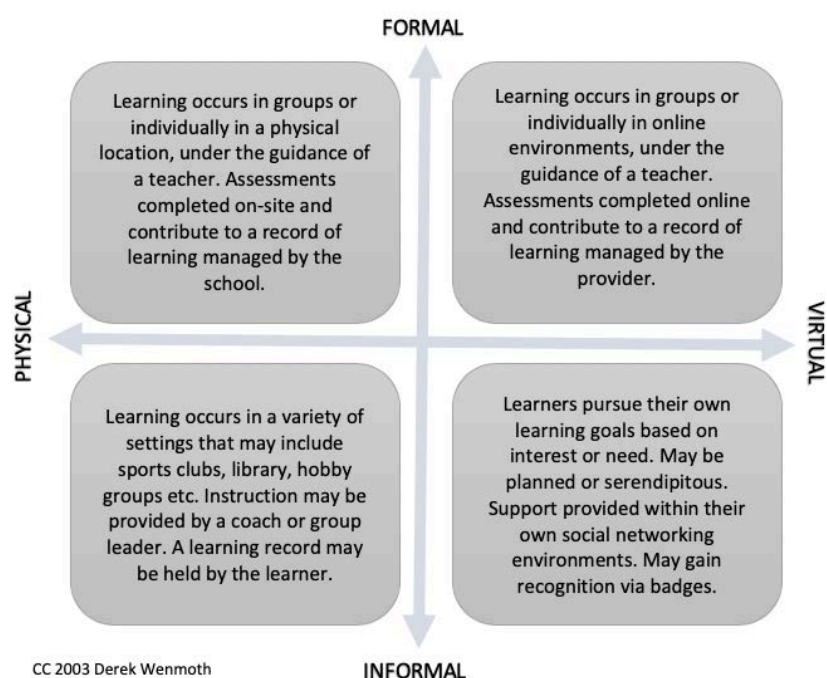 FORMAL
Learning occurs in groups or
individually in a physical
location, under the guidance of
a teacher. Assessments
completed on-site and
contribute to a record of
learning managed by the
school.
Learning occurs in groups or
individually in online
environments, under the
guidance of a teacher.
Assessments completed online
and contribute to a record of
learning managed by the
provider.
PHYSICAL
VIRTUAL
Learning occurs in a variety of
settings that may include
sports clubs, library, hobby
groups etc. Instruction may be
provided by a coach or group
leader. A learning record may
be held by the learner.
Learners pursue their own
learning goals based on
interest or need. May be
planned or serendipitous.
Support provided within their
own social networking
environments. May gain
recognition via badges.
CC 2003 Derek Wenmoth
INFORMAL